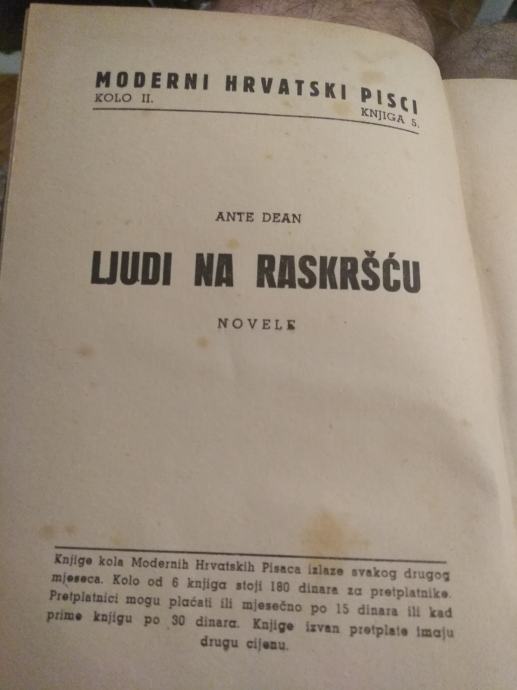 MODERNI HRVATSKI PISCI
KOLO II.
KNJIGA 5.
ANTE DEAN
LJUDI NA RASKRŠĆU
NOVELE
Knjige kola Modernih Hrvatskih Pisaca izlaze svakog drugog
mjeseca. Kolo od 6 knjiga stoji 180 dinara za pretplatnike.
Pretplatnici mogu plaćati ili mjesečno po 15 dinara ili kad
prime knjigu po 30 dinara. Knjige izvan pretplate imaju
drugu cijenu.